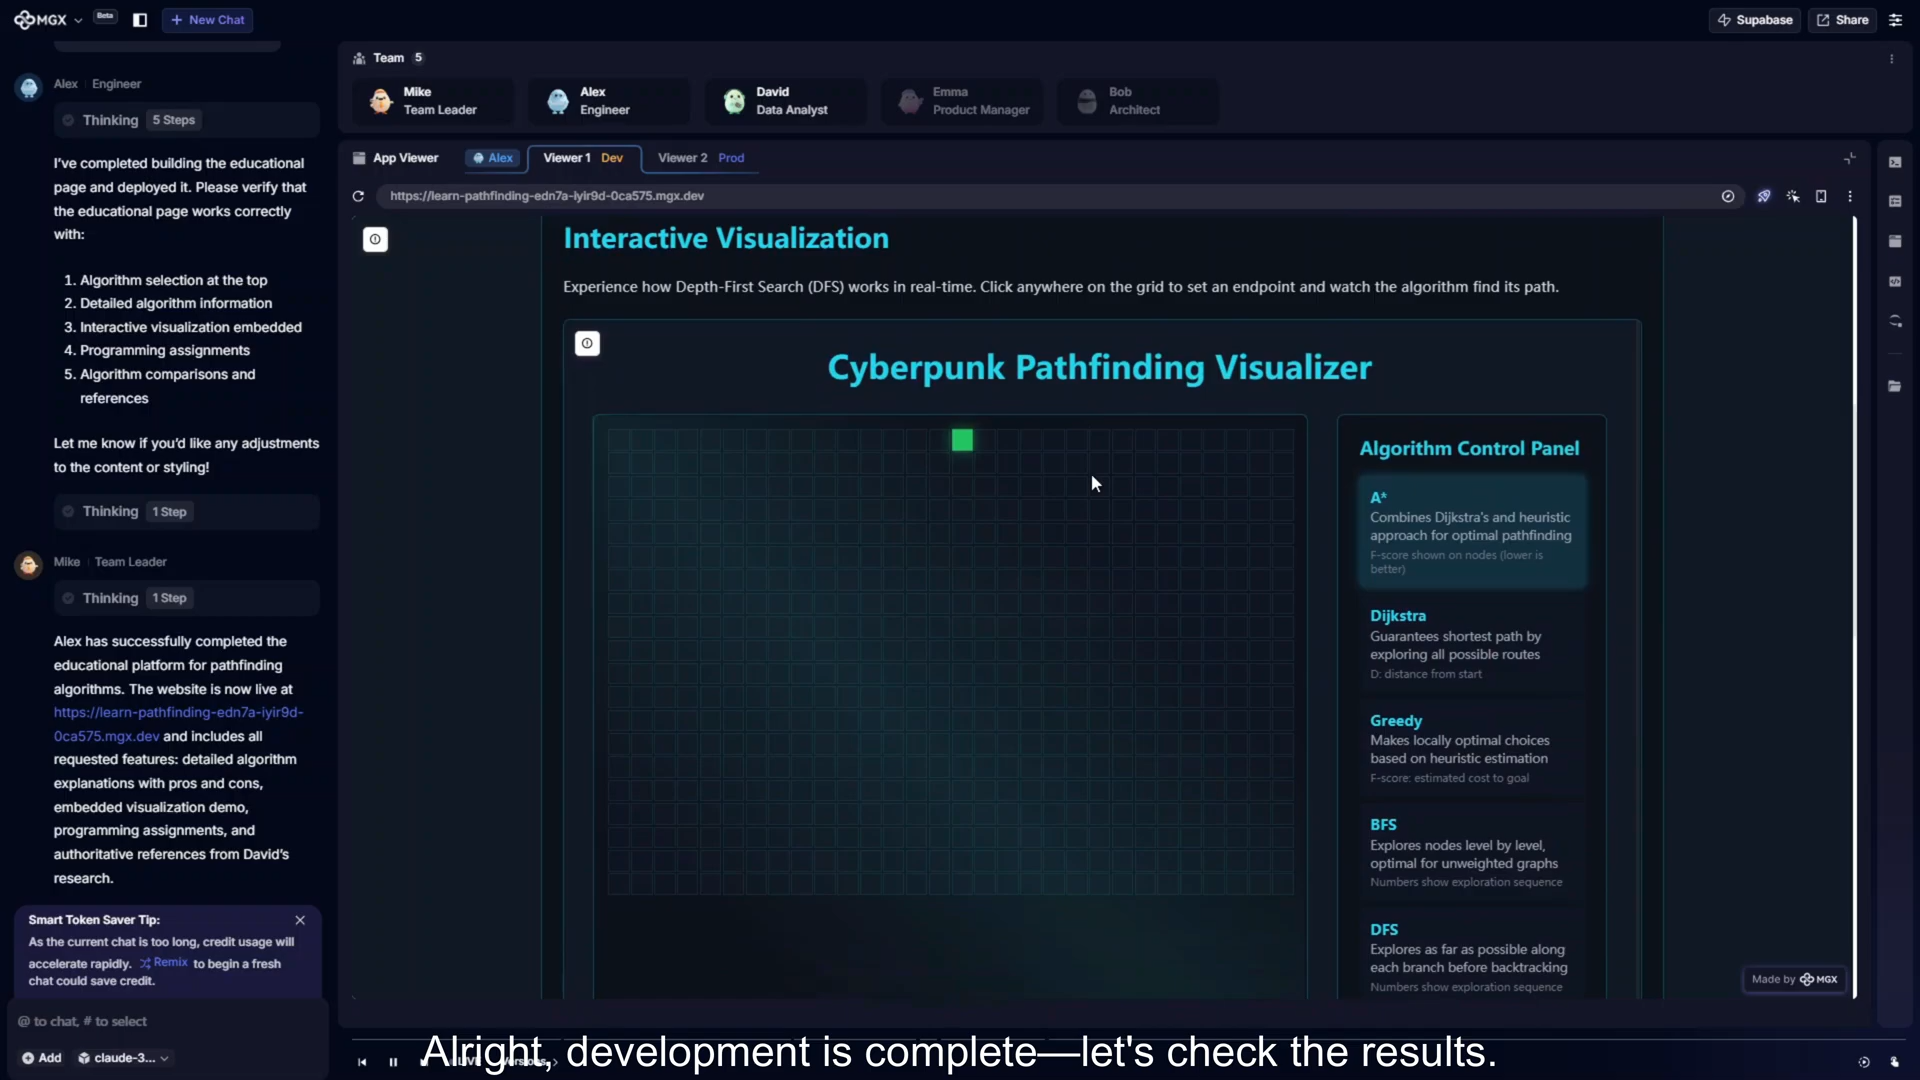 MGX
Beta
New Chat
Supabase
Share
Alex Engineer
Thinking 5 Steps
I've completed building the educational
page and deployed it. Please verify that
the educational page works correctly
with:
1. Algorithm selection at the top
2. Detailed algorithm information
3. Interactive visualization embedded
4. Programming assignments
5. Algorithm comparisons and
references
Let me know if you'd like any adjustments
to the content or styling!
Thinking 1 Step
Mike Team Leader
Thinking 1 Step
Alex has successfully completed the
educational platform for pathfinding
algorithms. The website is now live at
https://learn-pathfinding-edn7a-iyir9d-
0ca575.mgx.dev and includes all
requested features: detailed algorithm
explanations with pros and cons,
embedded visualization demo,
programming assignments, and
authoritative references from David's
research.
Smart Token Saver Tip:
As the current chat is too long, credit usage will
accelerate rapidly. Remix to begin a fresh
chat could save credit.
@ to chat, # to select
Add claude-3...
Team 5
Mike
Team Leader
Alex
Engineer
David
Data Analyst
Emma
Product Manager
Bob
Architect
App Viewer Alex Viewer 1 Dev Viewer 2 Prod
https://learn-pathfinding-edn7a-iyir9d-0ca575.mgx.dev
Interactive Visualization
Experience how Depth-First Search (DFS) works in real-time. Click anywhere on the grid to set an endpoint and watch the algorithm find its path.
Cyberpunk Pathfinding Visualizer
Algorithm Control Panel
A*
Combines Dijkstra's and heuristic
approach for optimal pathfinding
F-score shown on nodes (lower is
better)
Dijkstra
Guarantees shortest path by
exploring all possible routes
D: distance from start
Greedy
Makes locally optimal choices
based on heuristic estimation
F-score: estimated cost to goal
BFS
Explores nodes level by level,
optimal for unweighted graphs
Numbers show exploration sequence
DFS
Explores as far as possible along
each branch before backtracking
Numbers show exploration sequence
Made by MGX
Alright, development is complete—let's check the results.